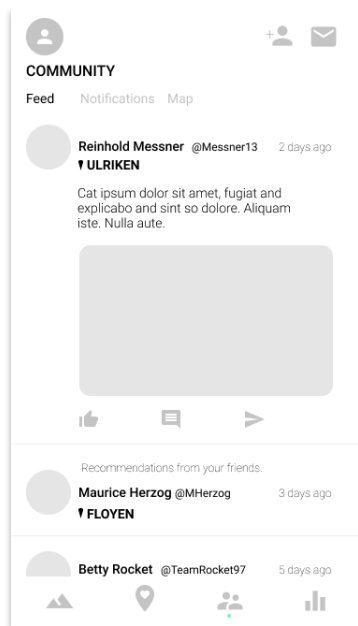 COMMUNITY
Feed Notifications Map
Reinhold Messner @Messner13 2 days ago
ULRIKEN
Cat ipsum dolor sit amet, fugiat and
explicabo and sint so dolore. Aliquam
iste. Nulla aute.
Recommendations from your friends.
Maurice Herzog @MHerzog 3 days ago
FLOYEN
Betty Rocket @TeamRocket97 5 days ago